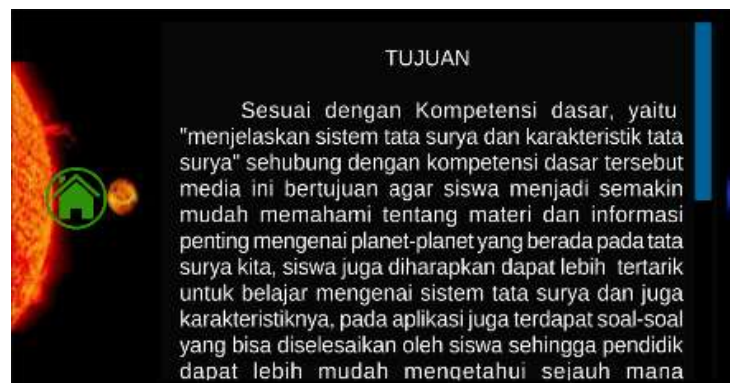 TUJUAN
Sesuai dengan Kompetensi dasar, yaitu
"menjelaskan sistem tata surya dan karakteristik tata
surya" sehubung dengan kompetensi dasar tersebut
media ini bertujuan agar siswa menjadi semakin
mudah memahami tentang materi dan informasi
penting mengenai planet-planet yang berada pada tata
surya kita, siswa juga diharapkan dapat lebih tertarik
untuk belajar mengenai sistem tata surya dan juga
karakteristiknya, pada aplikasi juga terdapat soal-soal
yang bisa diselesaikan oleh siswa sehingga pendidik
dapat lebih mudah mengetahui sejauh mana